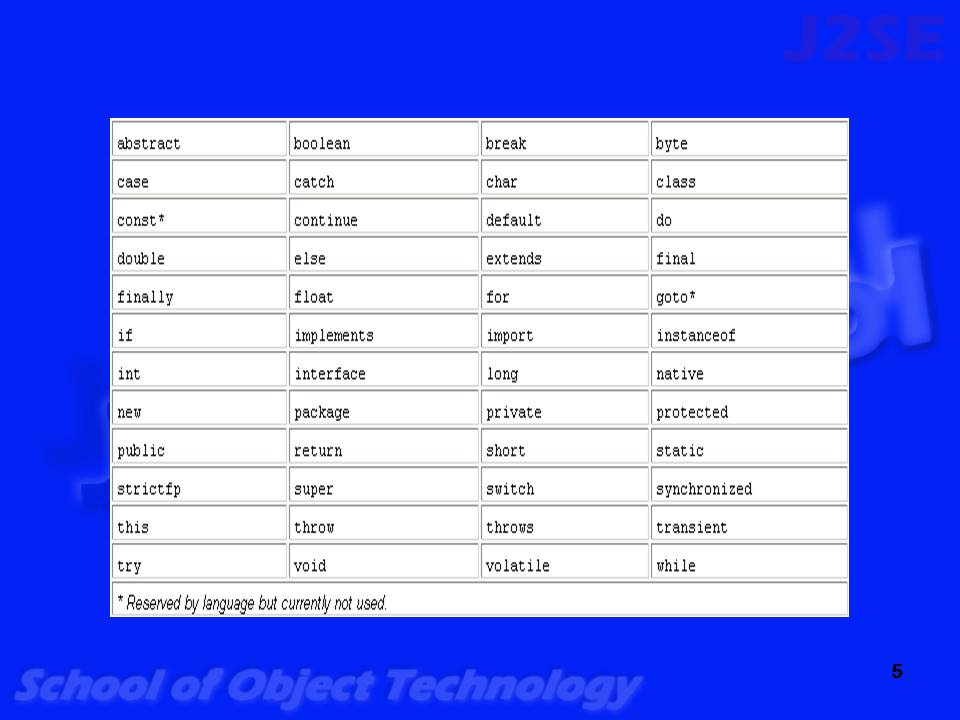 J2SE
abstract boolean break byte
case catch char class
const* continue default do
double else extends final
finally float for goto*
if implements import instanceof
int interface long native
new package private protected
public return short static
strictfp super switch synchronized
this throw throws transient
try void volatile while
* Reserved by language but currently not used.
5
School of Object Technology